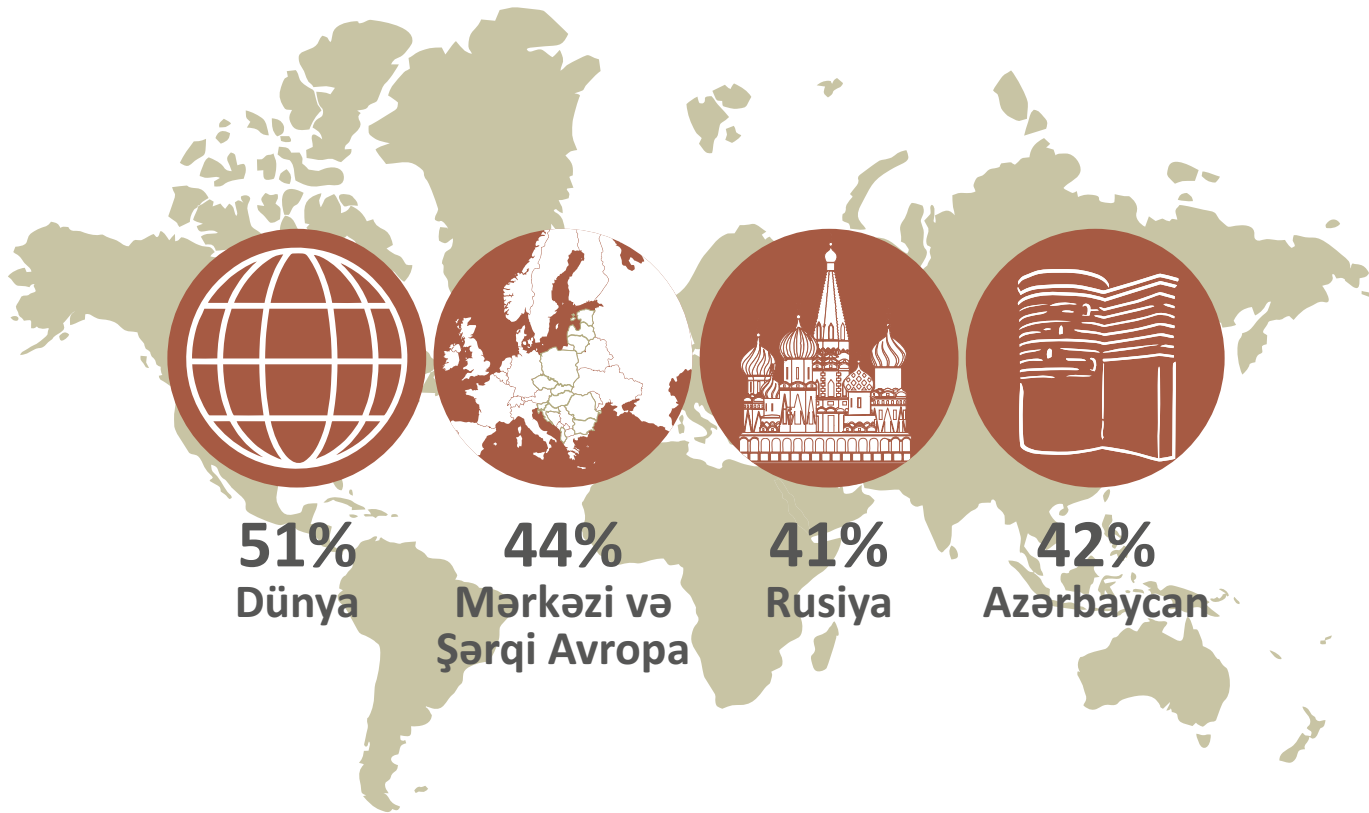 51%
Dünya
44%
Mərkəzi və
Şərqi Avropa
41%
Rusiya
42%
Azərbaycan